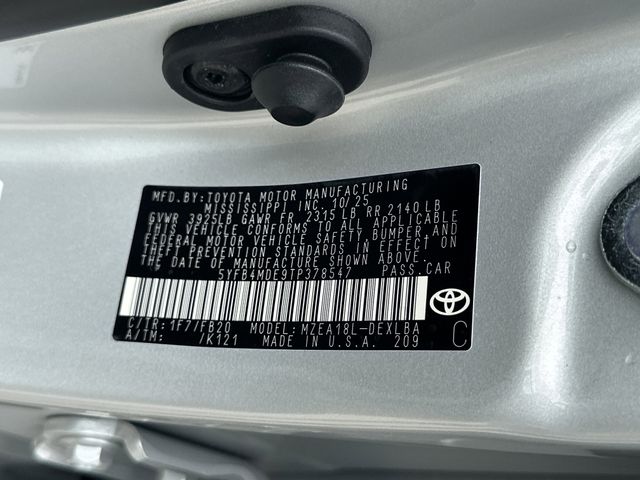 MFD.BY:TOYOTA MOTOR MANUFACTURING
MISSISSIPPI INC. 10/25
GVWR 3925LB GAWR FR 2315 LB RR 2140 LB
THIS VEHICLE CONFORMS TO ALL APPLICABLE
FEDERAL MOTOR VEHICLE SAFETY BUMPER, AND
THEFT PREVENTION STANDARDS IN EFFECT ON
THE DATE OF MANUFACTURE SHOWN ABOVE.
5YFB4MDE9TP378547 PASS.CAR
C/TR:1F7/FB20 MODEL:MZEA18L-DEXLBA
A/TM: /K121 MADE IN U.S.A. 209 C